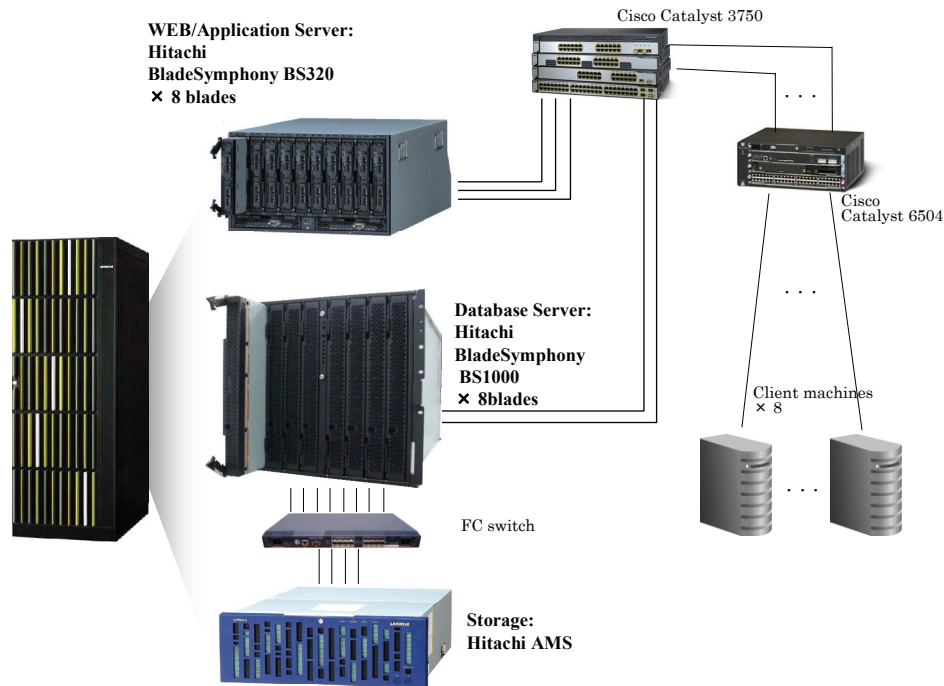 Cisco Catalyst 3750
WEB/Application Server:
Hitachi
BladeSymphony BS320
× 8 blades
. . .
Cisco
Catalyst 6504
. . .
Database Server:
Hitachi
BladeSymphony
BS1000
× 8blades
Client machines
× 8
. . .
FC switch
Storage:
Hitachi AMS
HITACHI